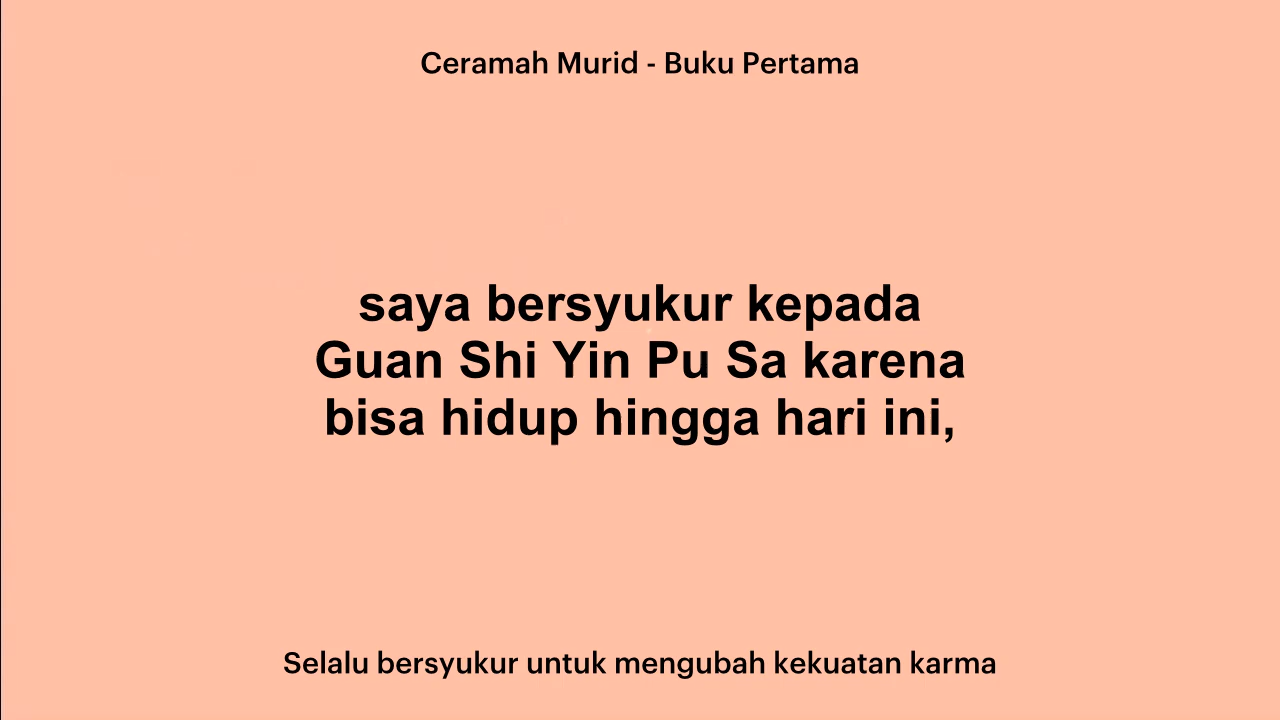 Ceramah Murid - Buku Pertama
saya bersyukur kepada
Guan Shi Yin Pu Sa karena
bisa hidup hingga hari ini,
Selalu bersyukur untuk mengubah kekuatan karma